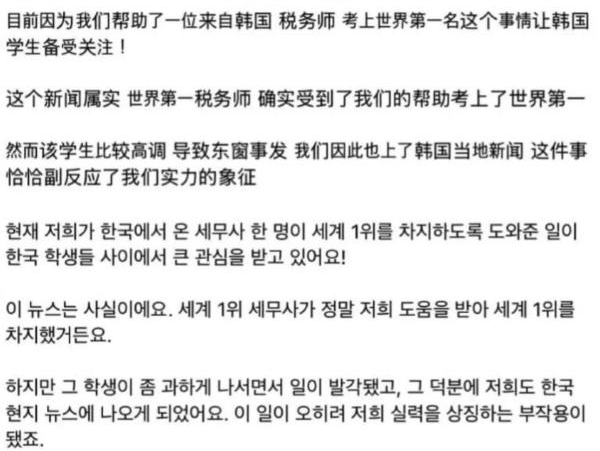 目前因为我们帮助了一位来自韩国 税务师 考上世界第一名这个事情让韩国
学生备受关注！
这个新闻属实 世界第一税务师 确实受到了我们的帮助考上了世界第一
然而该学生比较高调 导致东窗事发 我们因此也上了韩国当地新闻 这件事
恰恰副反应了我们实力的象征
현재 저희가 한국에서 온 세무사 한 명이 세계 1위를 차지하도록 도와준 일이
한국 학생들 사이에서 큰 관심을 받고 있어요!
이 뉴스는 사실이에요. 세계 1위 세무사가 정말 저희 도움을 받아 세계 1위를
차지했거든요.
하지만 그 학생이 좀 과하게 나서면서 일이 발각됐고, 그 덕분에 저희도 한국
현지 뉴스에 나오게 되었어요. 이 일이 오히려 저희 실력을 상징하는 부작용이
됐죠.